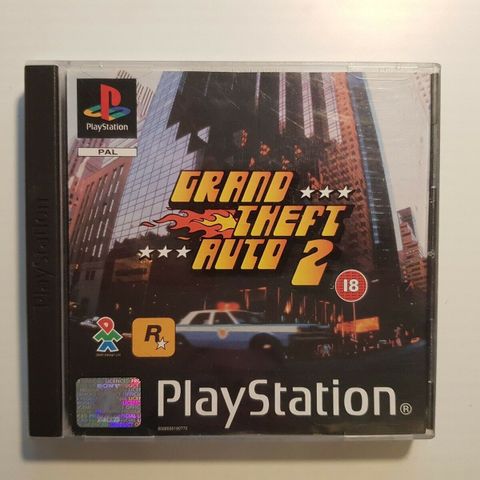 PlayStation
PAL
PlayStation
GRAND
THEFT
AUTO 2
18
R
PlayStation®